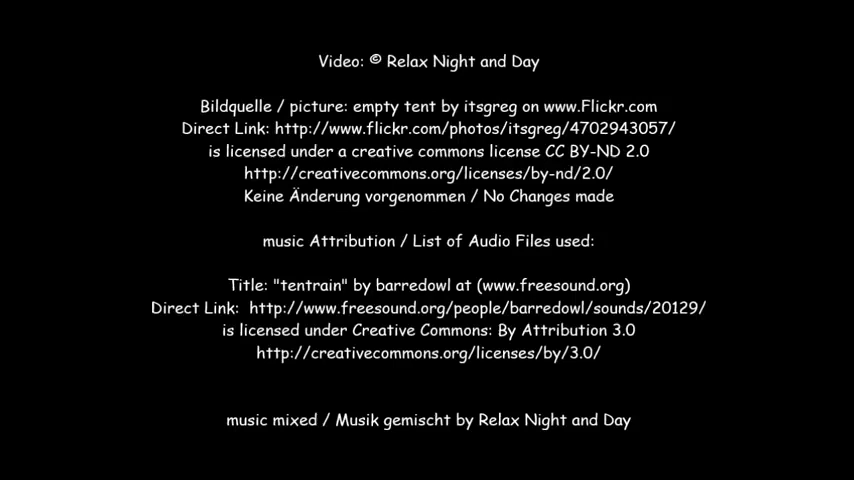 Video: © Relax Night and Day
Bildquelle / picture: empty tent by itsgreg on www.Flickr.com
Direct Link: http://www.flickr.com/photos/itsgreg/4702943057/
is licensed under a creative commons license CC BY-ND 2.0
http://creativecommons.org/licenses/by-nd/2.0/
Keine Änderung vorgenommen / No Changes made
music Attribution / List of Audio Files used:
Title: "tentrain" by barredowl at (www.freesound.org)
Direct Link:  http://www.freesound.org/people/barredowl/sounds/20129/
is licensed under Creative Commons: By Attribution 3.0
http://creativecommons.org/licenses/by/3.0/
music mixed / Musik gemischt by Relax Night and Day